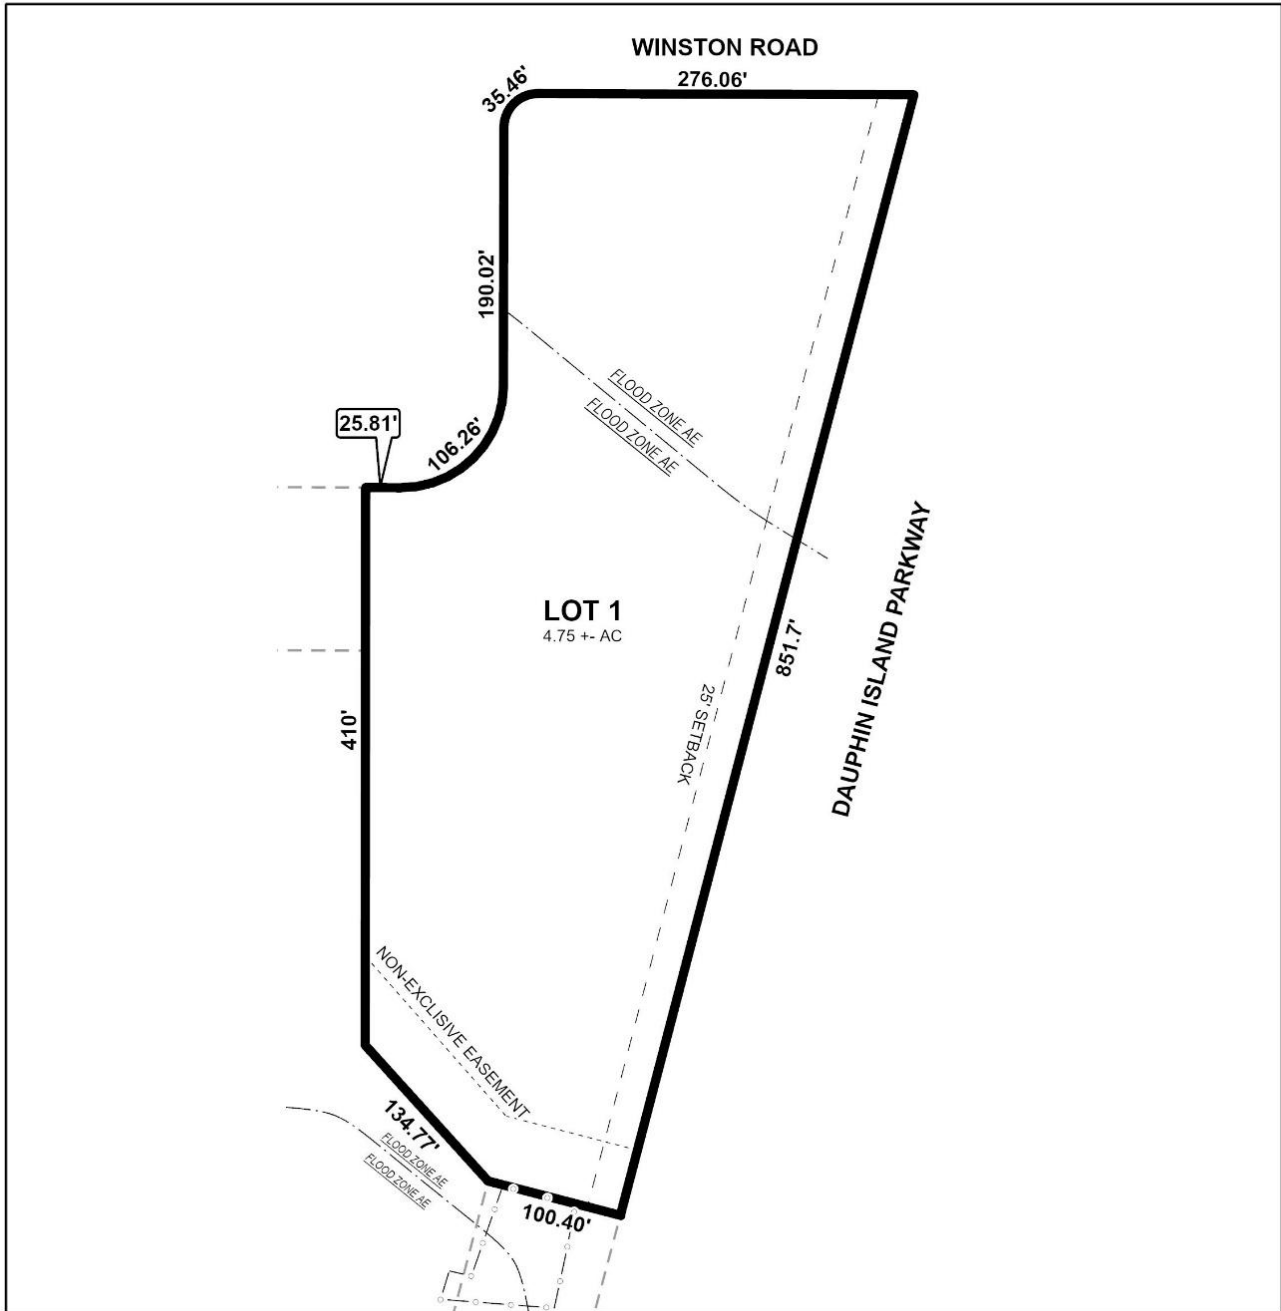 WINSTON ROAD
276.06'
35.46'
190.02'
FLOOD ZONE AE
FLOOD ZONE AE
25.81'
106.26'
LOT 1
4.75 +- AC
851.7'
DAUPHIN ISLAND PARKWAY
25' SETBACK
410'
NON-EXCLISIVE EASEMENT
134.77'
FLOOD ZONE AE
FLOOD ZONE AE
100.40'